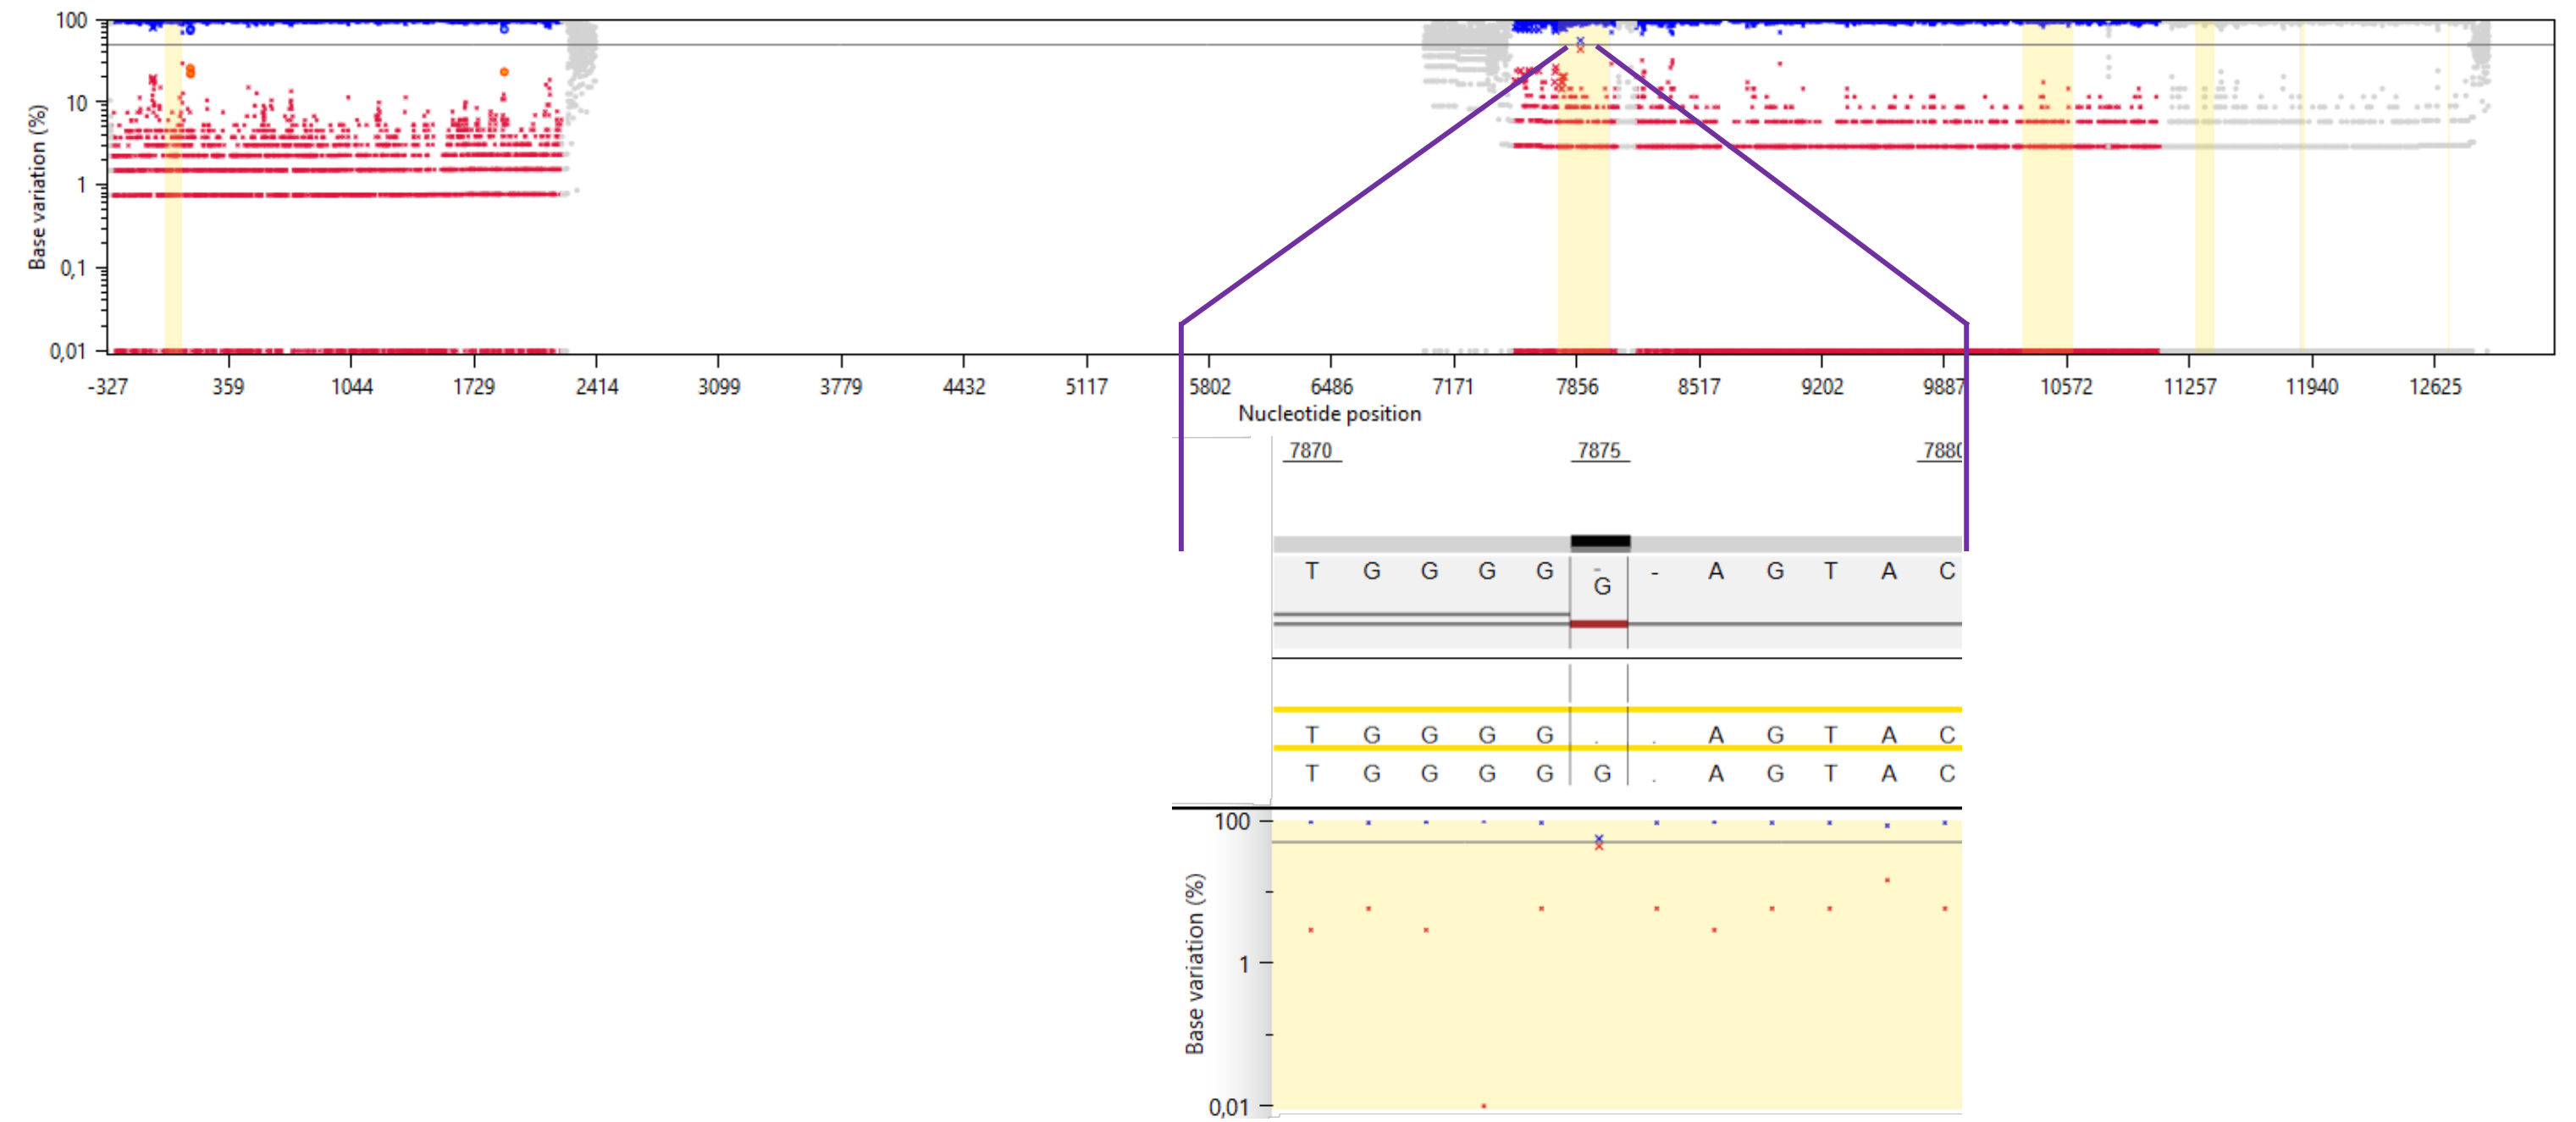 100
10
1
0,1
0,01
Base variation (%)
-327 359 1044 1729 2414 3099 3779 4432 5117 5802 6486 7171 7856 8517 9202 9887 10572 11257 11940 12625
Nucleotide position
7870 7875 7880
T G G G G - - A G T A C
G
T G G G G . . A G T A C
T G G G G G . A G T A C
100
1
0,01
Base variation (%)